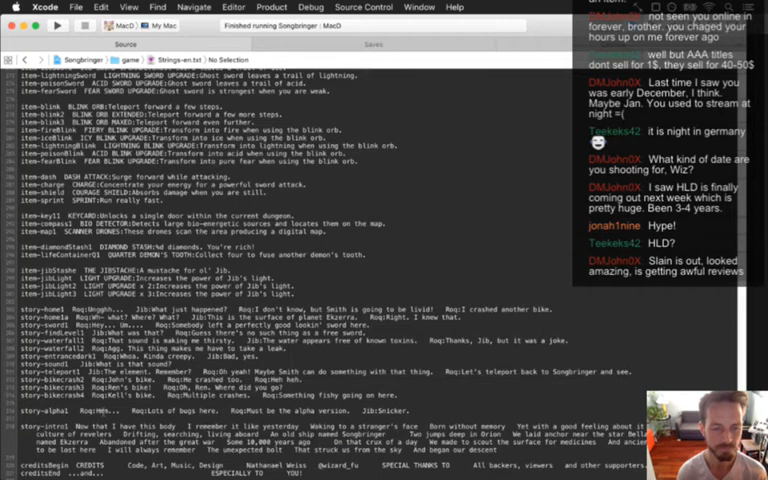 Xcode File Edit View Find Navigate Editor Product Debug Source Control Window Help
MacD My Mac Finished running Songbringer : MacD
Source Saves
Songbringer game Strings-en.txt No Selection
item-lightningSword LIGHTNING SWORD UPGRADE:Ghost sword leaves a trail of lightning.
item-poisonSword ACID SWORD UPGRADE:Ghost sword leaves a trail of acid.
item-fearSword FEAR SWORD UPGRADE:Ghost sword is strongest when you are weak.
item-blink BLINK ORB:Teleport forward a few steps.
item-blink2 BLINK ORB EXTENDED:Teleport forward a few more steps.
item-blink3 BLINK ORB MAXED:Teleport forward even further.
item-fireBlink FIERY BLINK UPGRADE:Transform into fire when using the blink orb.
item-iceBlink ICY BLINK UPGRADE:Transform into ice when using the blink orb.
item-lightningBlink LIGHTNING BLINK UPGRADE:Transform into lightning when using the blink orb.
item-poisonBlink ACID BLINK UPGRADE:Transform into acid when using the blink orb.
item-fearBlink FEAR BLINK UPGRADE:Transform into pure fear when using the blink orb.
item-dash DASH ATTACK:Surge forward while attacking.
item-charge CHARGE:Concentrate your energy for a powerful sword attack.
item-shield COURAGE SHIELD:Absorbs damage when you are still.
item-sprint SPRINT:Run really fast.
item-key11 KEYCARD:Unlocks a single door within the current dungeon.
item-compass1 BIO DETECTOR:Detects large bio-energetic sources and locates them on the map.
item-map1 SCANNER DRONES:These drones scan the area producing a digital map.
item-diamondStash1 DIAMOND STASH:%d diamonds. You're rich!
item-lifeContainerQ1 QUARTER DEMON'S TOOTH:Collect four to fuse another demon's tooth.
item-jibStashe THE JIBSTACHE:A mustache for ol' Jib.
item-jibLight LIGHT UPGRADE:Increases the power of Jib's light.
item-jibLight2 LIGHT UPGRADE x 2:Increases the power of Jib's light.
item-jibLight3 LIGHT UPGRADE x 3:Increases the power of Jib's light.
story-home1 Roq:Ungghh... Jib:What just happened? Roq:I don't know, but Smith is going to be livid! Roq:I crashed another bike.
story-home1a Roq:Wh- what? Where? What? Jib:This is the surface of planet Ekzerra. Roq:Right. I knew that.
story-sword1 Roq:Hey... Um.... Roq:Somebody left a perfectly good lookin' sword here.
story-findLevel1 Jib:What was that? Roq:Guess there's no such thing as a free sword.
story-waterfall1 Roq:That sound is making me thirsty. Jib:The water appears free of known toxins. Roq:Thanks, Jib, but it was a joke.
story-waterfall2 Roq:Agg. This thing makes me have to take a leak.
story-entrancedark1 Roq:Whoa. Kinda creepy. Jib:Bad, yes.
story-sound1 Jib:What is that sound?
story-teleport1 Jib:The element. Remember? Roq:Oh yeah! Maybe Smith can do something with that thing. Roq:Let's teleport back to Songbringer and see.
story-bikecrash2 Roq:John's bike. Roq:He crashed too. Roq:Heh heh.
story-bikecrash3 Roq:Ren's bike! Roq:Oh, Ren. Where did you go?
story-bikecrash4 Roq:Kell's bike. Roq:Multiple crashes. Roq:Something fishy going on here.
story-alpha1 Roq:Heh... Roq:Lots of bugs here. Roq:Must be the alpha version. Jib:Snicker.
story-intro1 Now that I have this body I remember it like yesterday Waking to a stranger's face Born without memory Yet with a good feeling about it
culture of revelers Drifting, searching, living aboard An old ship named Songbringer Two jumps deep in Orion We laid anchor near the star Bella
named Ekzerra Abandoned after the great war Some 10,000 years ago On that crux of a day We made to scout the surface for medicines And ancien
to be lost here I will always remember The unexpected bolt That struck us from the sky And began our descent
creditsBegin CREDITS Code, Art, Music, Design Nathanael Weiss @wizard_fu SPECIAL THANKS TO All backers, viewers and other supporters.
creditsEnd ...and... ESPECIALLY TO YOU!
not seen you online in
forever, brother. you chaged your
hours up on me forever ago
Teekeks42 well but AAA titles
dont sell for 1$, they sell for 40-50$
DMJohn0X Last time I saw you
was early December, I think.
Maybe Jan. You used to stream at
night =(
Teekeks42 it is night in germany
DMJohn0X What kind of date are
you shooting for, Wiz?
DMJohn0X I saw HLD is finally
coming out next week which is
pretty huge. Been 3-4 years.
jonah1nine Hype!
Teekeks42 HLD?
DMJohn0X Slain is out, looked
amazing, is getting awful reviews